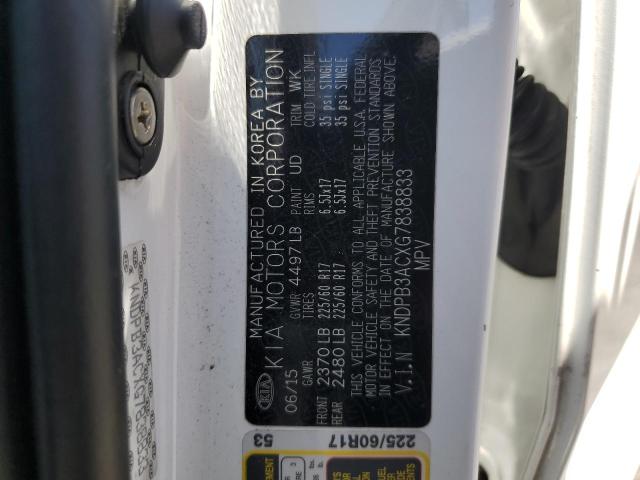 MANUFACTURED IN KOREA BY
KIA KIA MOTORS CORPORATION
06/15 GVWR 4497LB PAINT UD TRIM WK
GAWR TIRES RIMS COLD TIRE INFL
FRONT 2370LB 225/60 R17 6.5Jx17 35 psi SINGLE
REAR 2480LB 225/60 R17 6.5Jx17 35 psi SINGLE
THIS VEHICLE CONFORMS TO ALL APPLICABLE U.S.A. FEDERAL
MOTOR VEHICLE SAFETY AND THEFT PREVENTION STANDARDS
IN EFFECT ON THE DATE OF MANUFACTURE SHOWN ABOVE.
V.I.N KNDPB3ACXG7838833
MPV
225/60R17 53